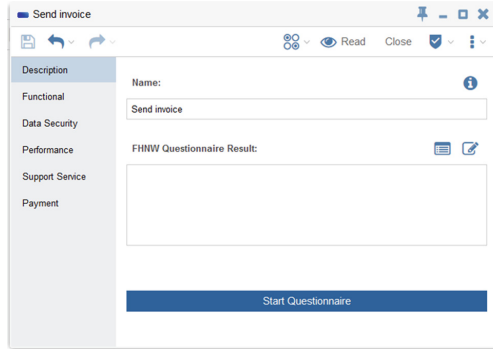 Send invoice
Read Close
Description
Functional
Data Security
Performance
Support Service
Payment
Name:
Send invoice
FHNW Questionnaire Result:
Start Questionnaire